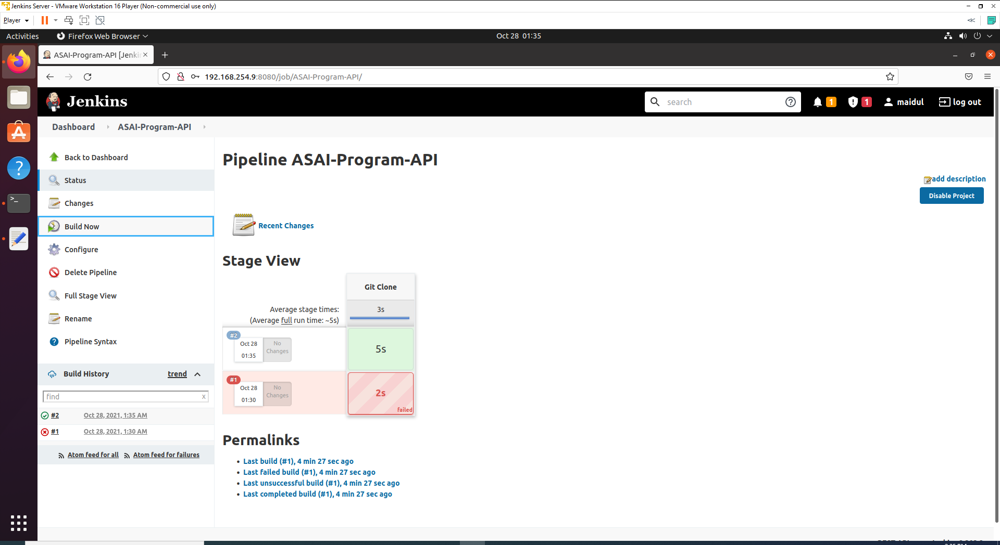 Jenkins Server - VMware Workstation 16 Player (Non-commercial use only)
Player
Activities
Firefox Web Browser
Oct 28 01:35
ASAI-Program-API [Jenki
192.168.254.9:8080/job/ASAI-Program-API/
Jenkins
search
1
1
maidul
log out
Dashboard
ASAI-Program-API
Back to Dashboard
Status
Changes
Build Now
Configure
Delete Pipeline
Full Stage View
Rename
Pipeline Syntax
Build History
trend
find
x
#2
Oct 28, 2021, 1:35 AM
#1
Oct 28, 2021, 1:30 AM
Atom feed for all
Atom feed for failures
Pipeline ASAI-Program-API
add description
Disable Project
Recent Changes
Stage View
Git Clone
Average stage times:
(Average full run time: ~5s)
3s
#2
Oct 28
01:35
No
Changes
5s
#1
Oct 28
01:30
No
Changes
2s
failed
Permalinks
Last build (#1), 4 min 27 sec ago
Last failed build (#1), 4 min 27 sec ago
Last unsuccessful build (#1), 4 min 27 sec ago
Last completed build (#1), 4 min 27 sec ago